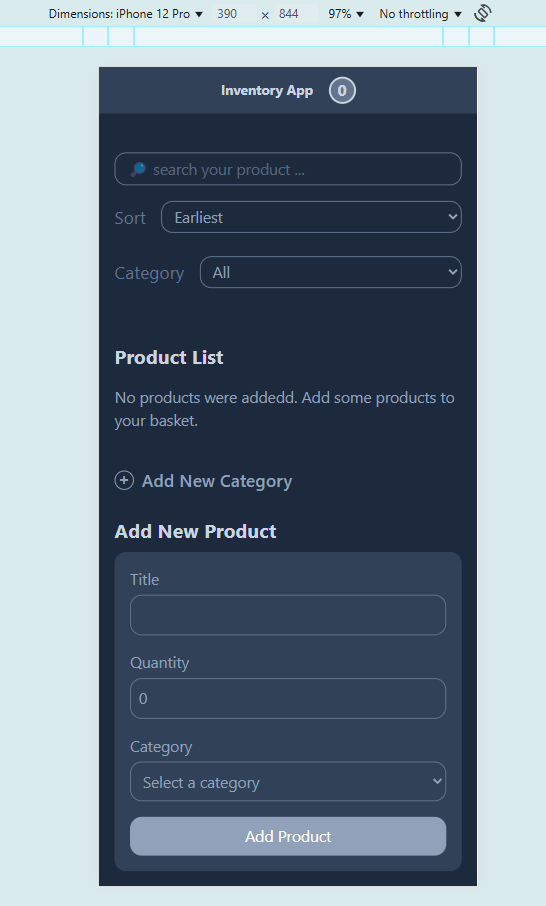 Dimensions: iPhone 12 Pro ▼ 390 × 844 97% ▼ No throttling ▼
Inventory App 0
search your product ...
Sort Earliest
Category All
Product List
No products were addedd. Add some products to
your basket.
Add New Category
Add New Product
Title
Quantity
0
Category
Select a category
Add Product